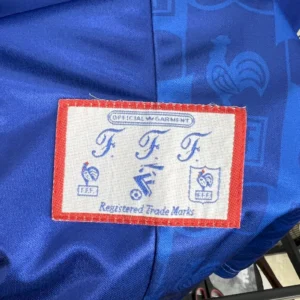 OFFICIAL GARMENT
F F F
F.F.F. F.F.F.
Registered Trade Marks